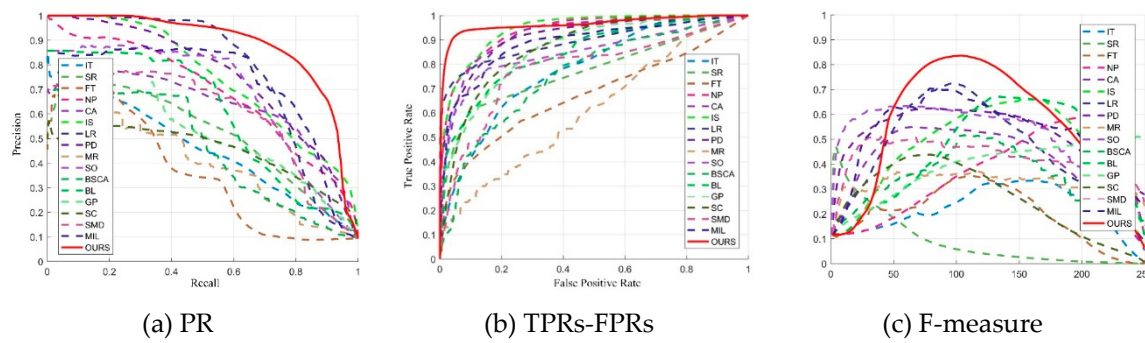 1
0.9
0.8
0.7
0.6
0.5
0.4
0.3
0.2
0.1
0
IT
SR
FT
NP
CA
IS
LR
PD
MR
SO
BSCA
BL
GP
SC
SMD
MIL
OURS
Precision
0 0.2 0.4 0.6 0.8 1
Recall
(a) PR
1
0.9
0.8
0.7
0.6
0.5
0.4
0.3
0.2
0.1
0
IT
SR
FT
NP
CA
IS
LR
PD
MR
SO
BSCA
BL
GP
SC
SMD
MIL
OURS
True Positive Rate
0 0.2 0.4 0.6 0.8 1
False Positive Rate
(b) TPRs-FPRs
1
0.9
0.8
0.7
0.6
0.5
0.4
0.3
0.2
0.1
0
IT
SR
FT
NP
CA
IS
LR
PD
MR
SO
BSCA
BL
GP
SC
SMD
MIL
OURS
0 50 100 150 200 250
(c) F-measure